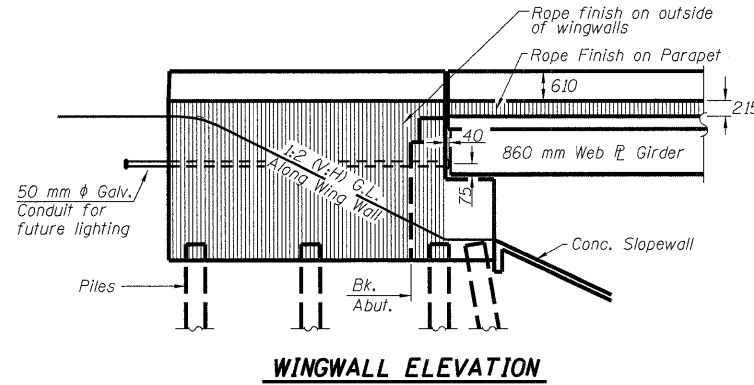 Rope finish on outside
of wingwalls
Rope Finish on Parapet
610
215
40
860 mm Web PL Girder
1:2 (V:H) G.L.
Along Wing Wall
75
50 mm ϕ Galv.
Conduit for
future lighting
Conc. Slopewall
Piles
Bk.
Abut.
WINGWALL ELEVATION